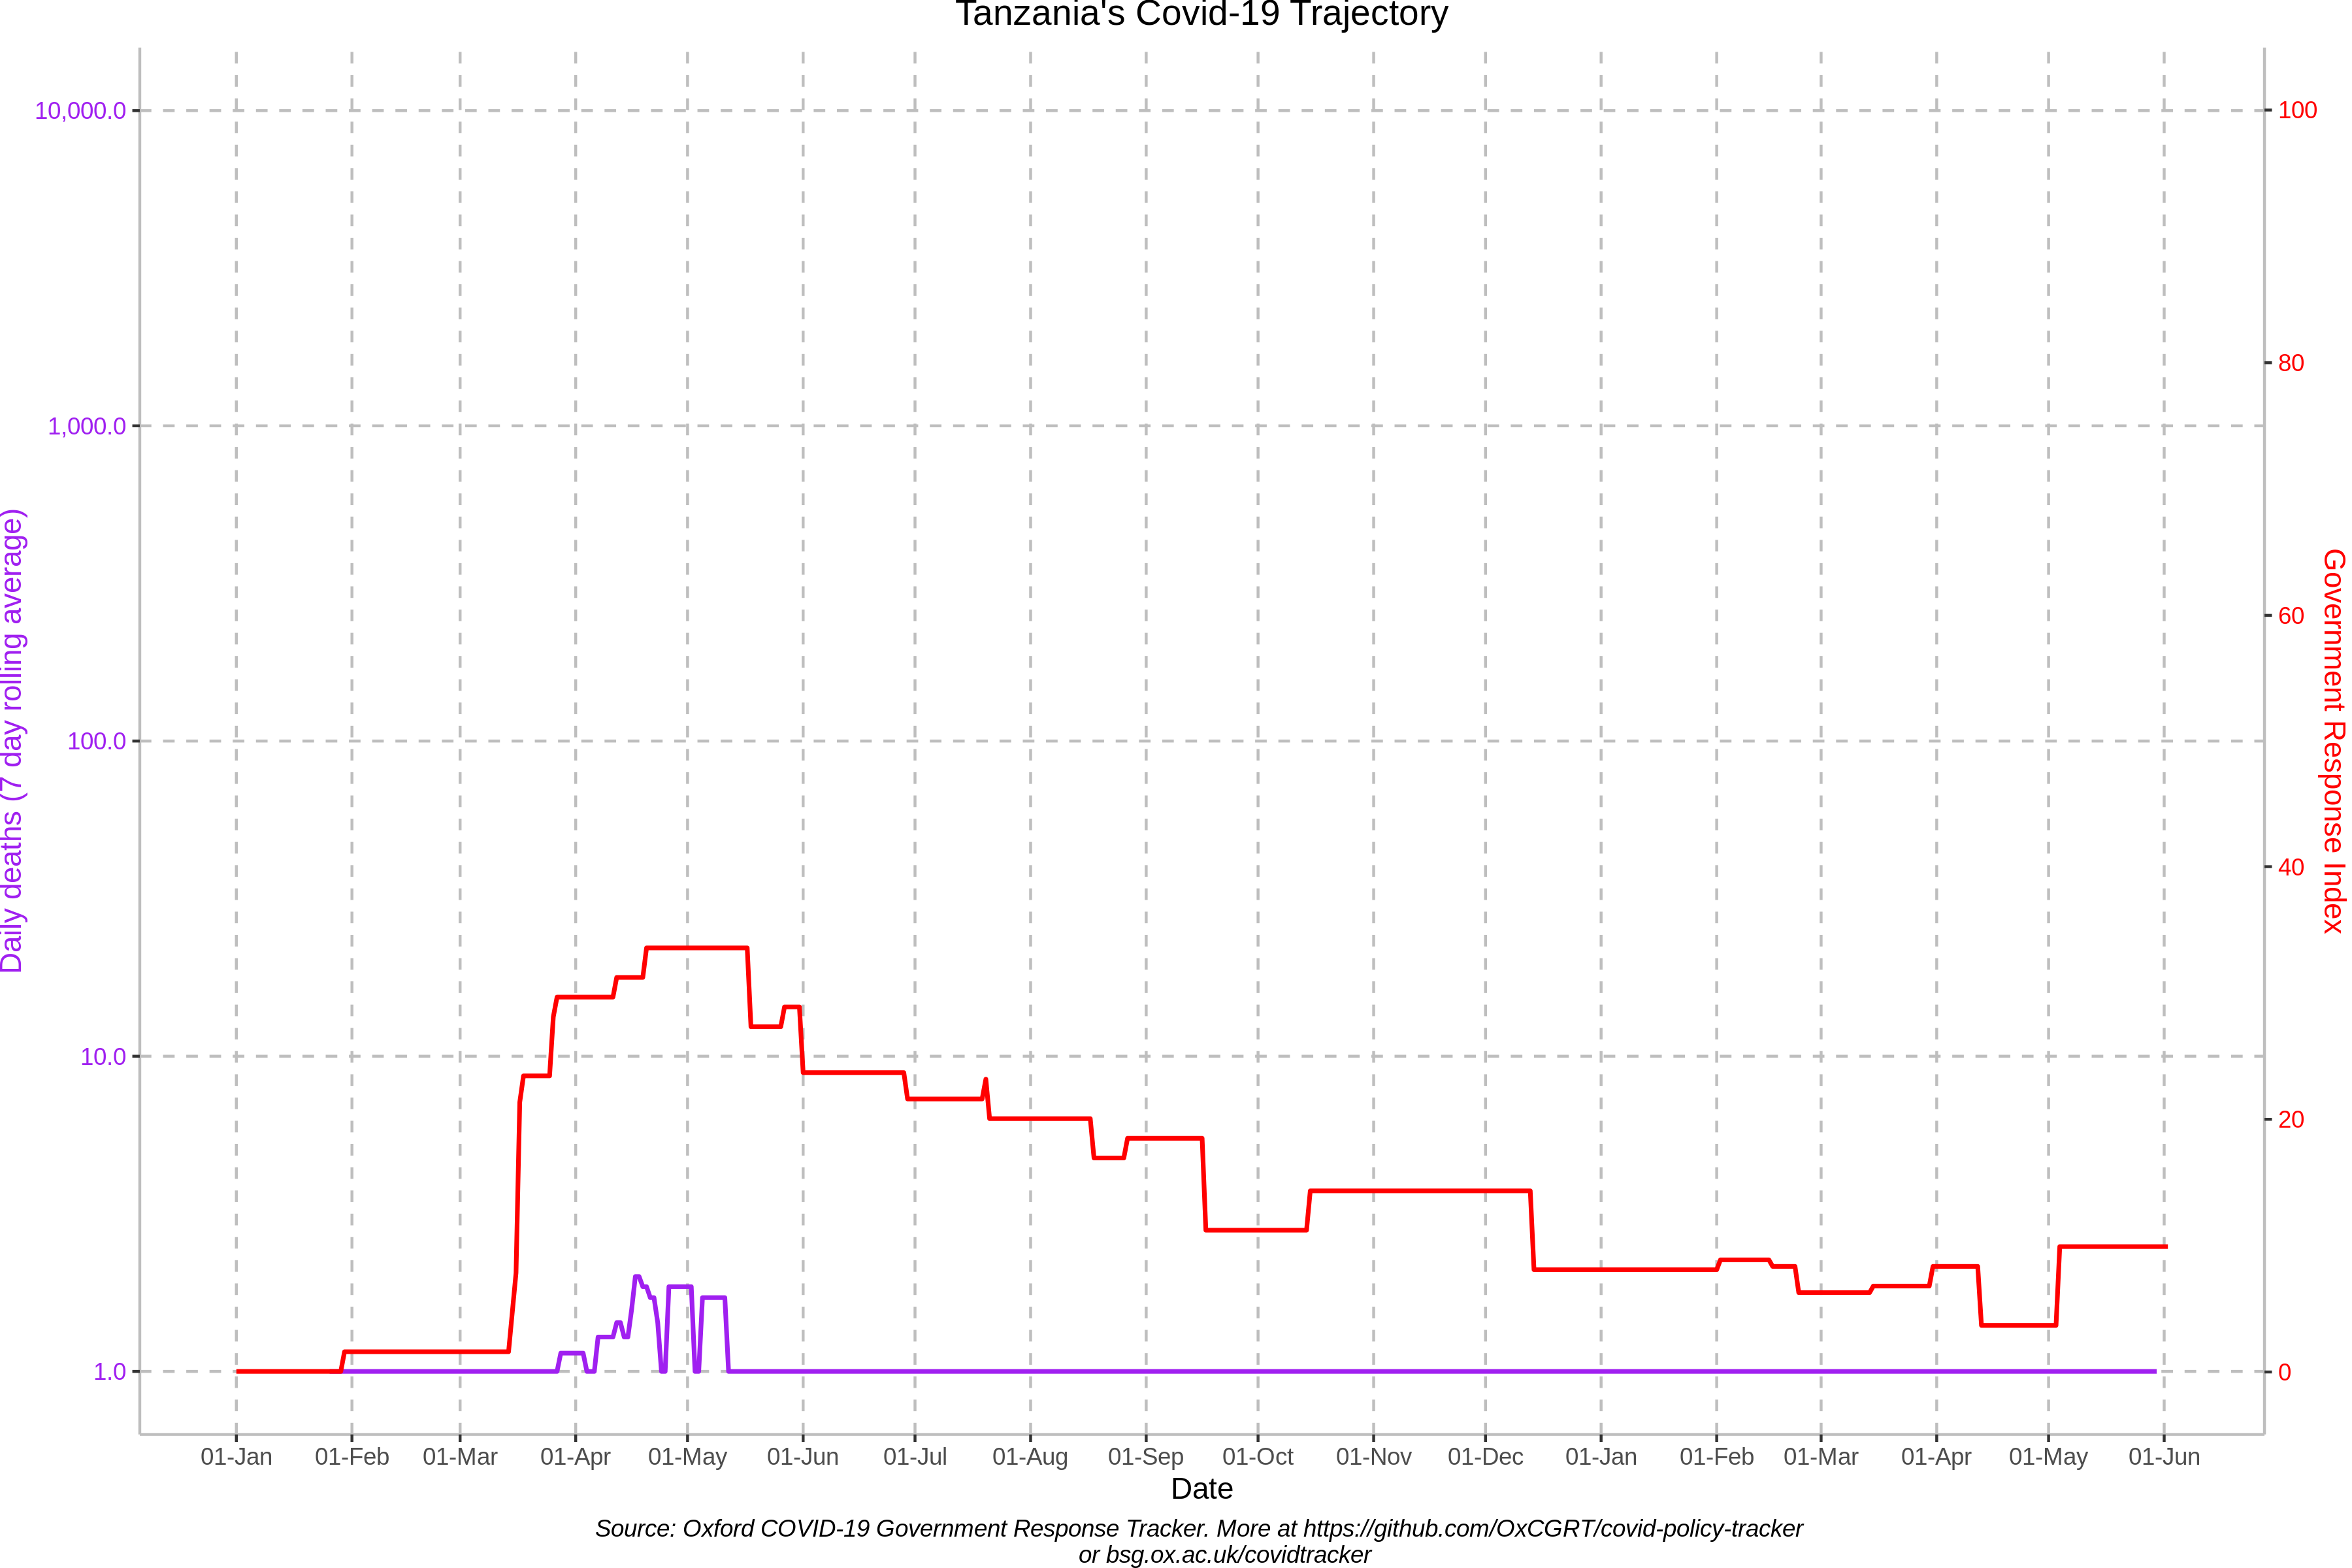 Tanzania's Covid-19 Trajectory
Daily deaths (7 day rolling average)
10,000.0
1,000.0
100.0
10.0
1.0
100
80
60
40
20
0
Government Response Index
01-Jan 01-Feb 01-Mar 01-Apr 01-May 01-Jun 01-Jul 01-Aug 01-Sep 01-Oct 01-Nov 01-Dec 01-Jan 01-Feb 01-Mar 01-Apr 01-May 01-Jun
Date
Source: Oxford COVID-19 Government Response Tracker. More at https://github.com/OxCGRT/covid-policy-tracker
or bsg.ox.ac.uk/covidtracker